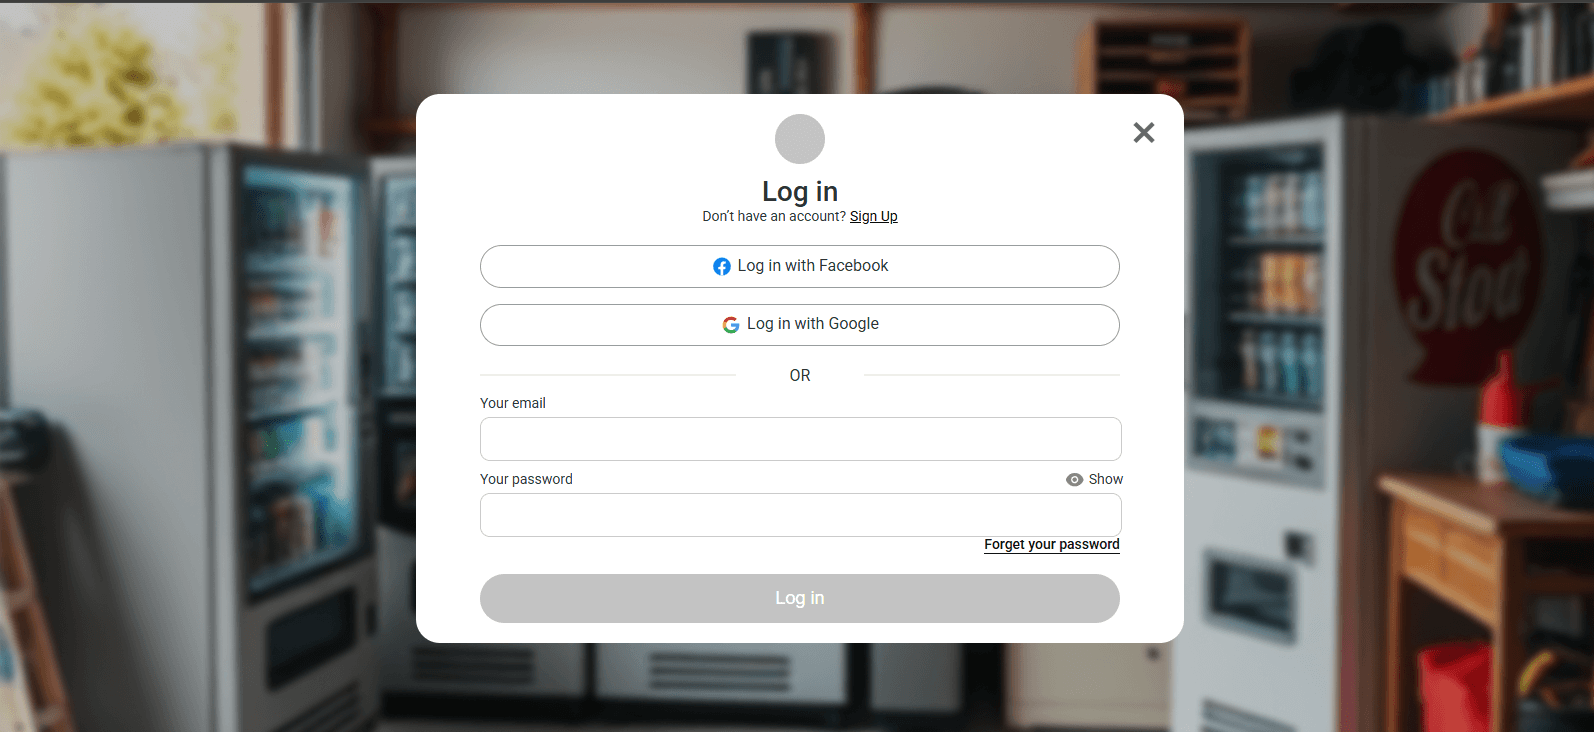 Log in
Don't have an account? Sign Up
Log in with Facebook
Log in with Google
OR
Your email
Your password
Show
Forget your password
Log in